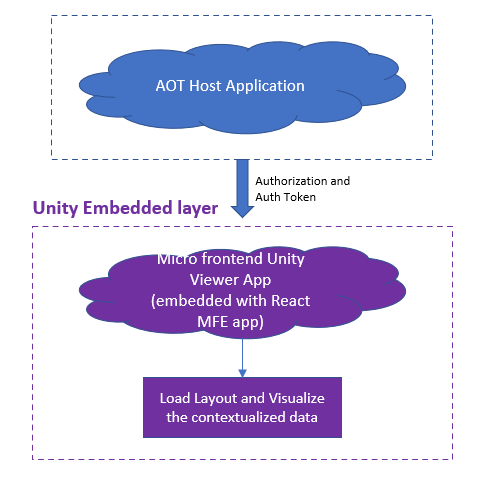 AOT Host Application
Authorization and
Auth Token
Unity Embedded layer
Micro frontend Unity
Viewer App
(embedded with React
MFE app)
Load Layout and Visualize
the contextualized data